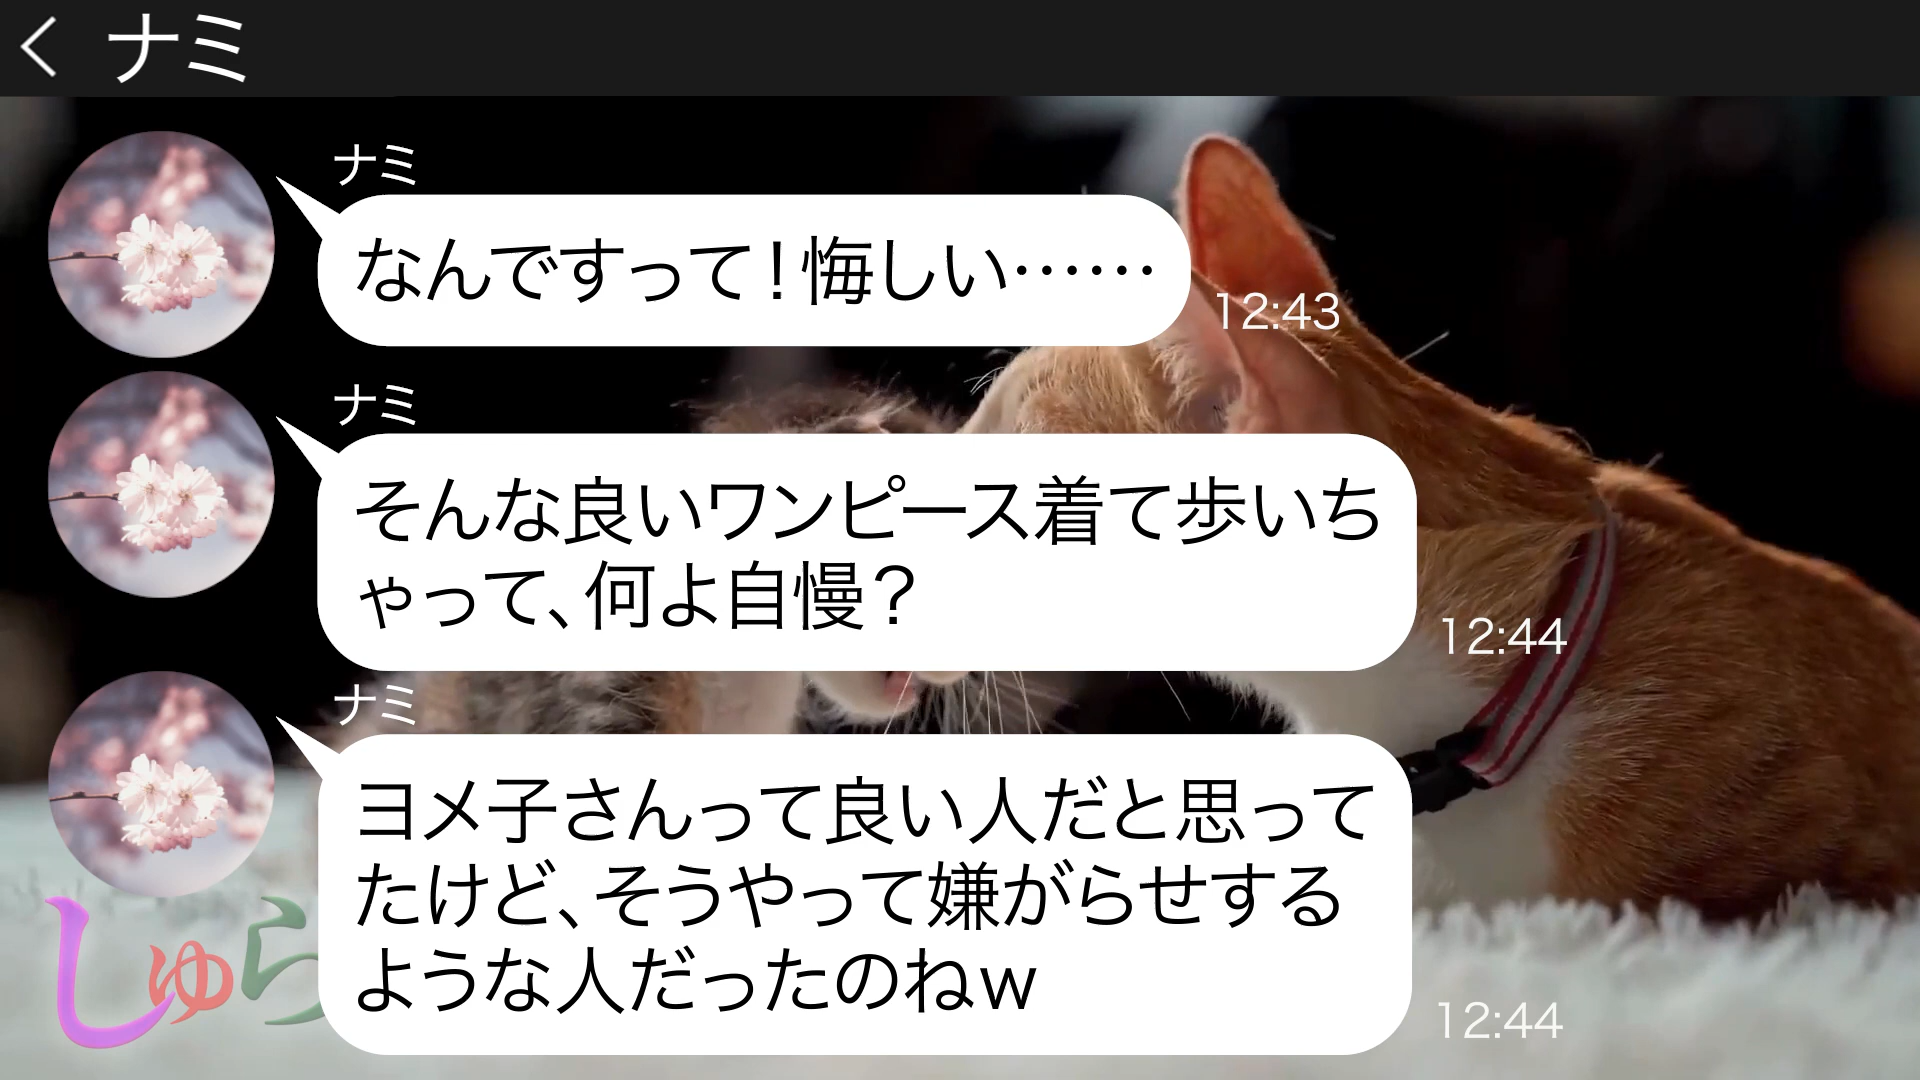 ナミ
ナミ
なんですって！悔しい……
12:43
ナミ
そんな良いワンピース着て歩いち
ゃって、何よ自慢？
12:44
ナミ
ヨメ子さんって良い人だと思って
たけど、そうやって嫌がらせする
ような人だったのねｗ
12:44
しゅら